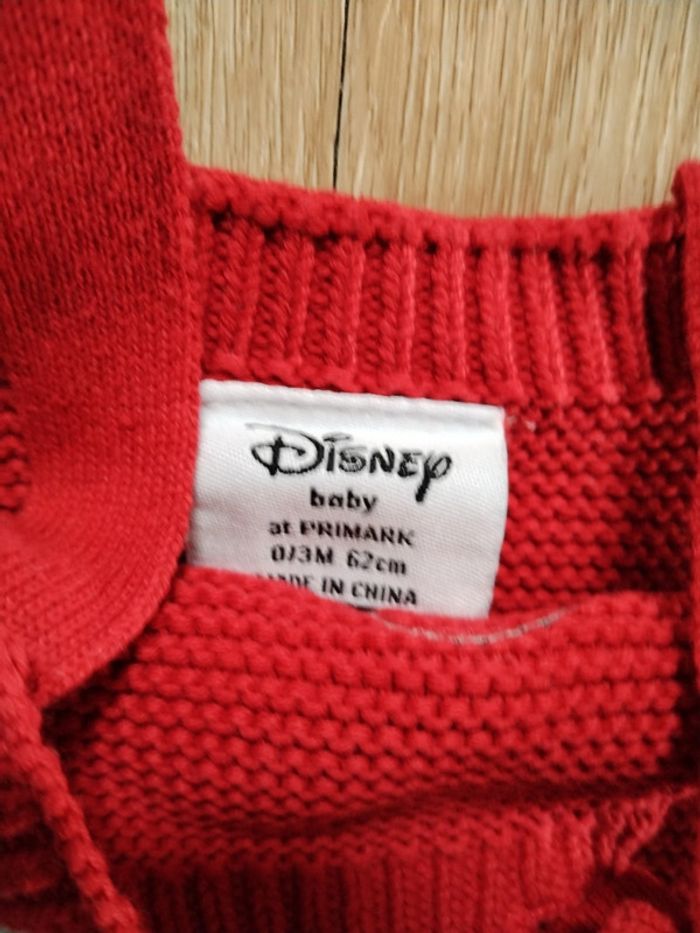 Disney
baby
at PRIMARK
0/3M 62cm
MADE IN CHINA